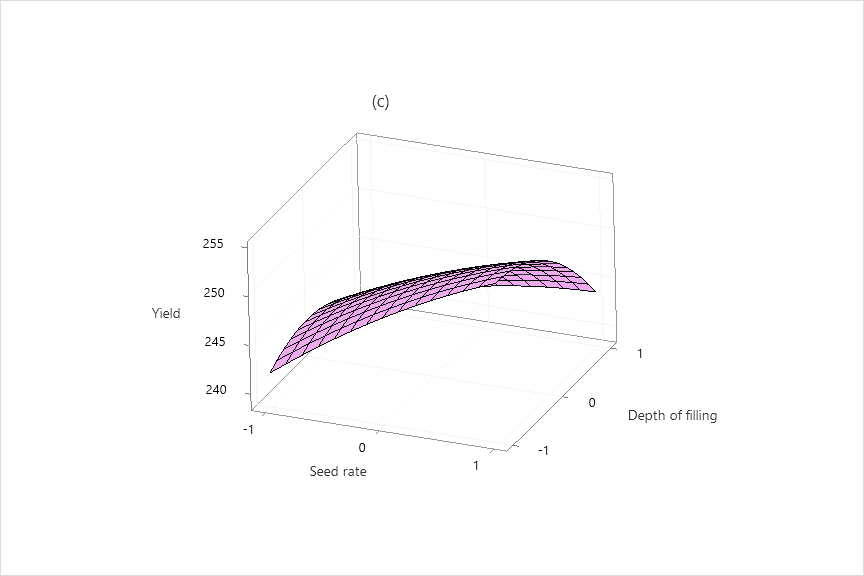 (c)
255
250
Yield
245
240
-1
0
1
Seed rate
-1
0
1
Depth of filling